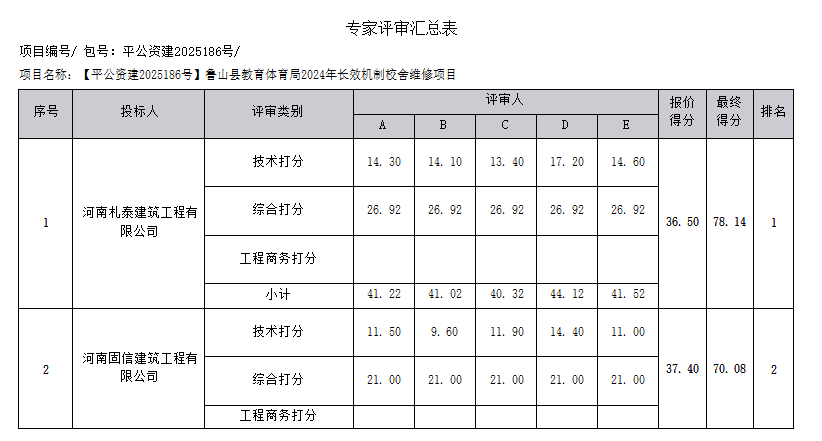 专家评审汇总表
项目编号/ 包号: 平公资建2025186号/
项目名称: 【平公资建2025186号】鲁山县教育体育局2024年长效机制校舍维修项目
序号 投标人 评审类别 评审人 报价得分 最终得分 排名
A B C D E
1 河南札泰建筑工程有限公司 技术打分 14.30 14.10 13.40 17.20 14.60 36.50 78.14 1
综合打分 26.92 26.92 26.92 26.92 26.92
工程商务打分
小计 41.22 41.02 40.32 44.12 41.52
2 河南固信建筑工程有限公司 技术打分 11.50 9.60 11.90 14.40 11.00 37.40 70.08 2
综合打分 21.00 21.00 21.00 21.00 21.00
工程商务打分